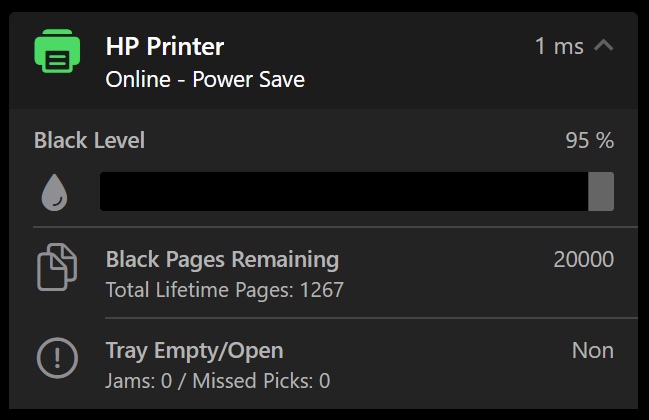 HP Printer
1 ms
Online - Power Save
Black Level
95 %
Black Pages Remaining
20000
Total Lifetime Pages: 1267
Tray Empty/Open
Non
Jams: 0 / Missed Picks: 0